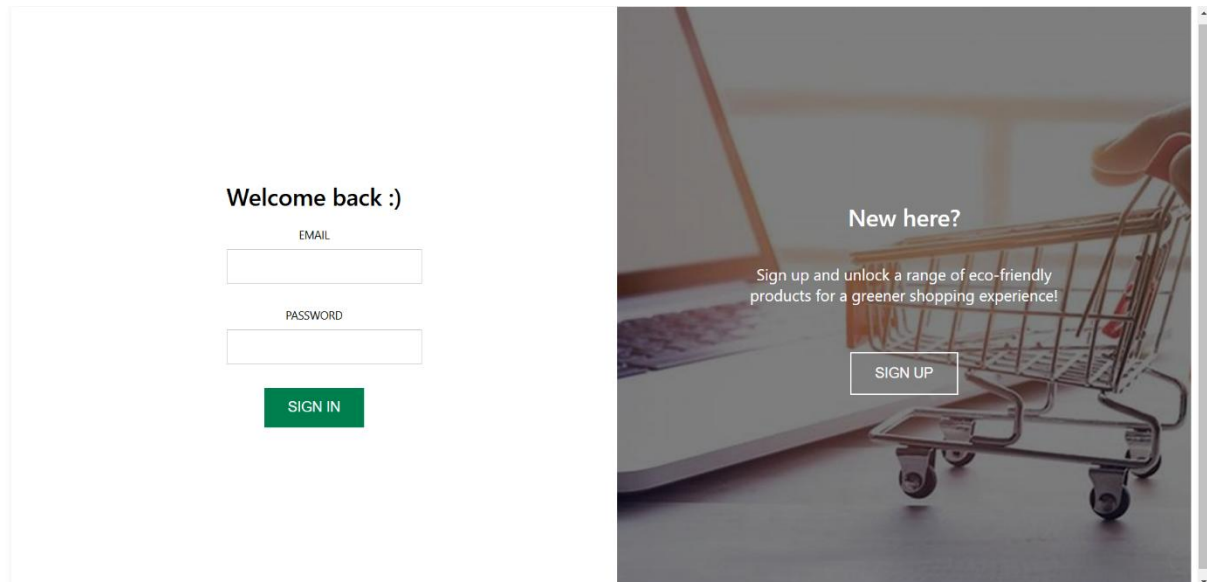 Welcome back :)
EMAIL
PASSWORD
SIGN IN
New here?
Sign up and unlock a range of eco-friendly
products for a greener shopping experience!
SIGN UP